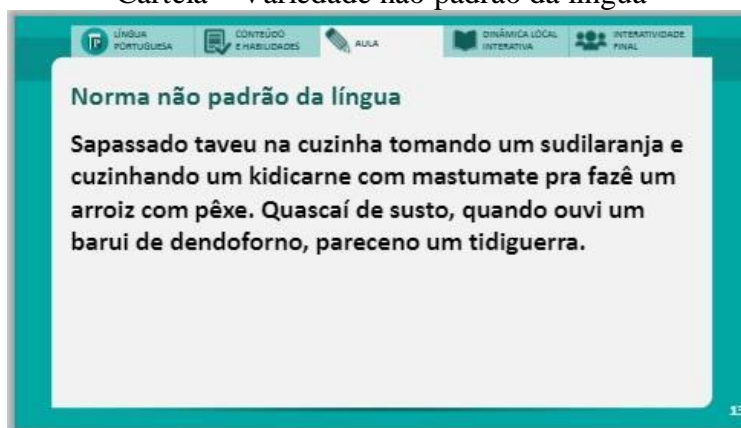 Cartela – Variedade não padrão da língua
LÍNGUA PORTUGUESA
CONTEÚDO E HABILIDADES
AULA
DINÂMICA LOCAL INTERATIVA
INTERATIVIDADE FINAL
Norma não padrão da língua
Sapassado taveu na cuzinha tomando um sudilaranja e
cuzinhando um kidicarne com mastumate pra fazê um
arroiz com pêxe. Quascaí de susto, quando ouvi um
barui de dendoforno, pareceno um tidiguerra.